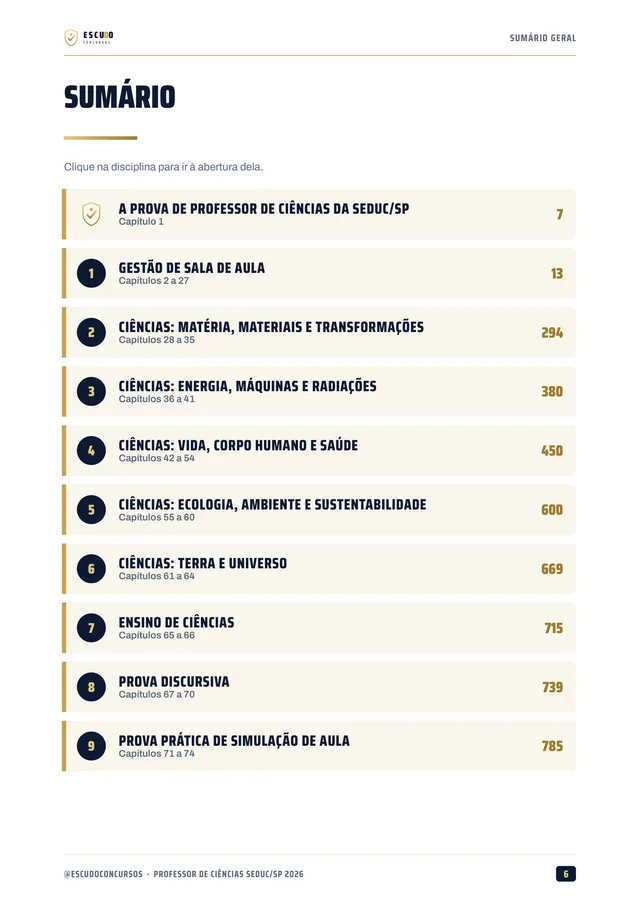 ESCUDO
CONCURSOS
SUMÁRIO GERAL
SUMÁRIO
Clique na disciplina para ir à abertura dela.
A PROVA DE PROFESSOR DE CIÊNCIAS DA SEDUC/SP
Capítulo 1
7
1
GESTÃO DE SALA DE AULA
Capítulos 2 a 27
13
2
CIÊNCIAS: MATÉRIA, MATERIAIS E TRANSFORMAÇÕES
Capítulos 28 a 35
294
3
CIÊNCIAS: ENERGIA, MÁQUINAS E RADIAÇÕES
Capítulos 36 a 41
380
4
CIÊNCIAS: VIDA, CORPO HUMANO E SAÚDE
Capítulos 42 a 54
450
5
CIÊNCIAS: ECOLOGIA, AMBIENTE E SUSTENTABILIDADE
Capítulos 55 a 60
600
6
CIÊNCIAS: TERRA E UNIVERSO
Capítulos 61 a 64
669
7
ENSINO DE CIÊNCIAS
Capítulos 65 a 66
715
8
PROVA DISCURSIVA
Capítulos 67 a 70
739
9
PROVA PRÁTICA DE SIMULAÇÃO DE AULA
Capítulos 71 a 74
785
@ESCUDOCONCURSOS - PROFESSOR DE CIÊNCIAS SEDUC/SP 2026
6